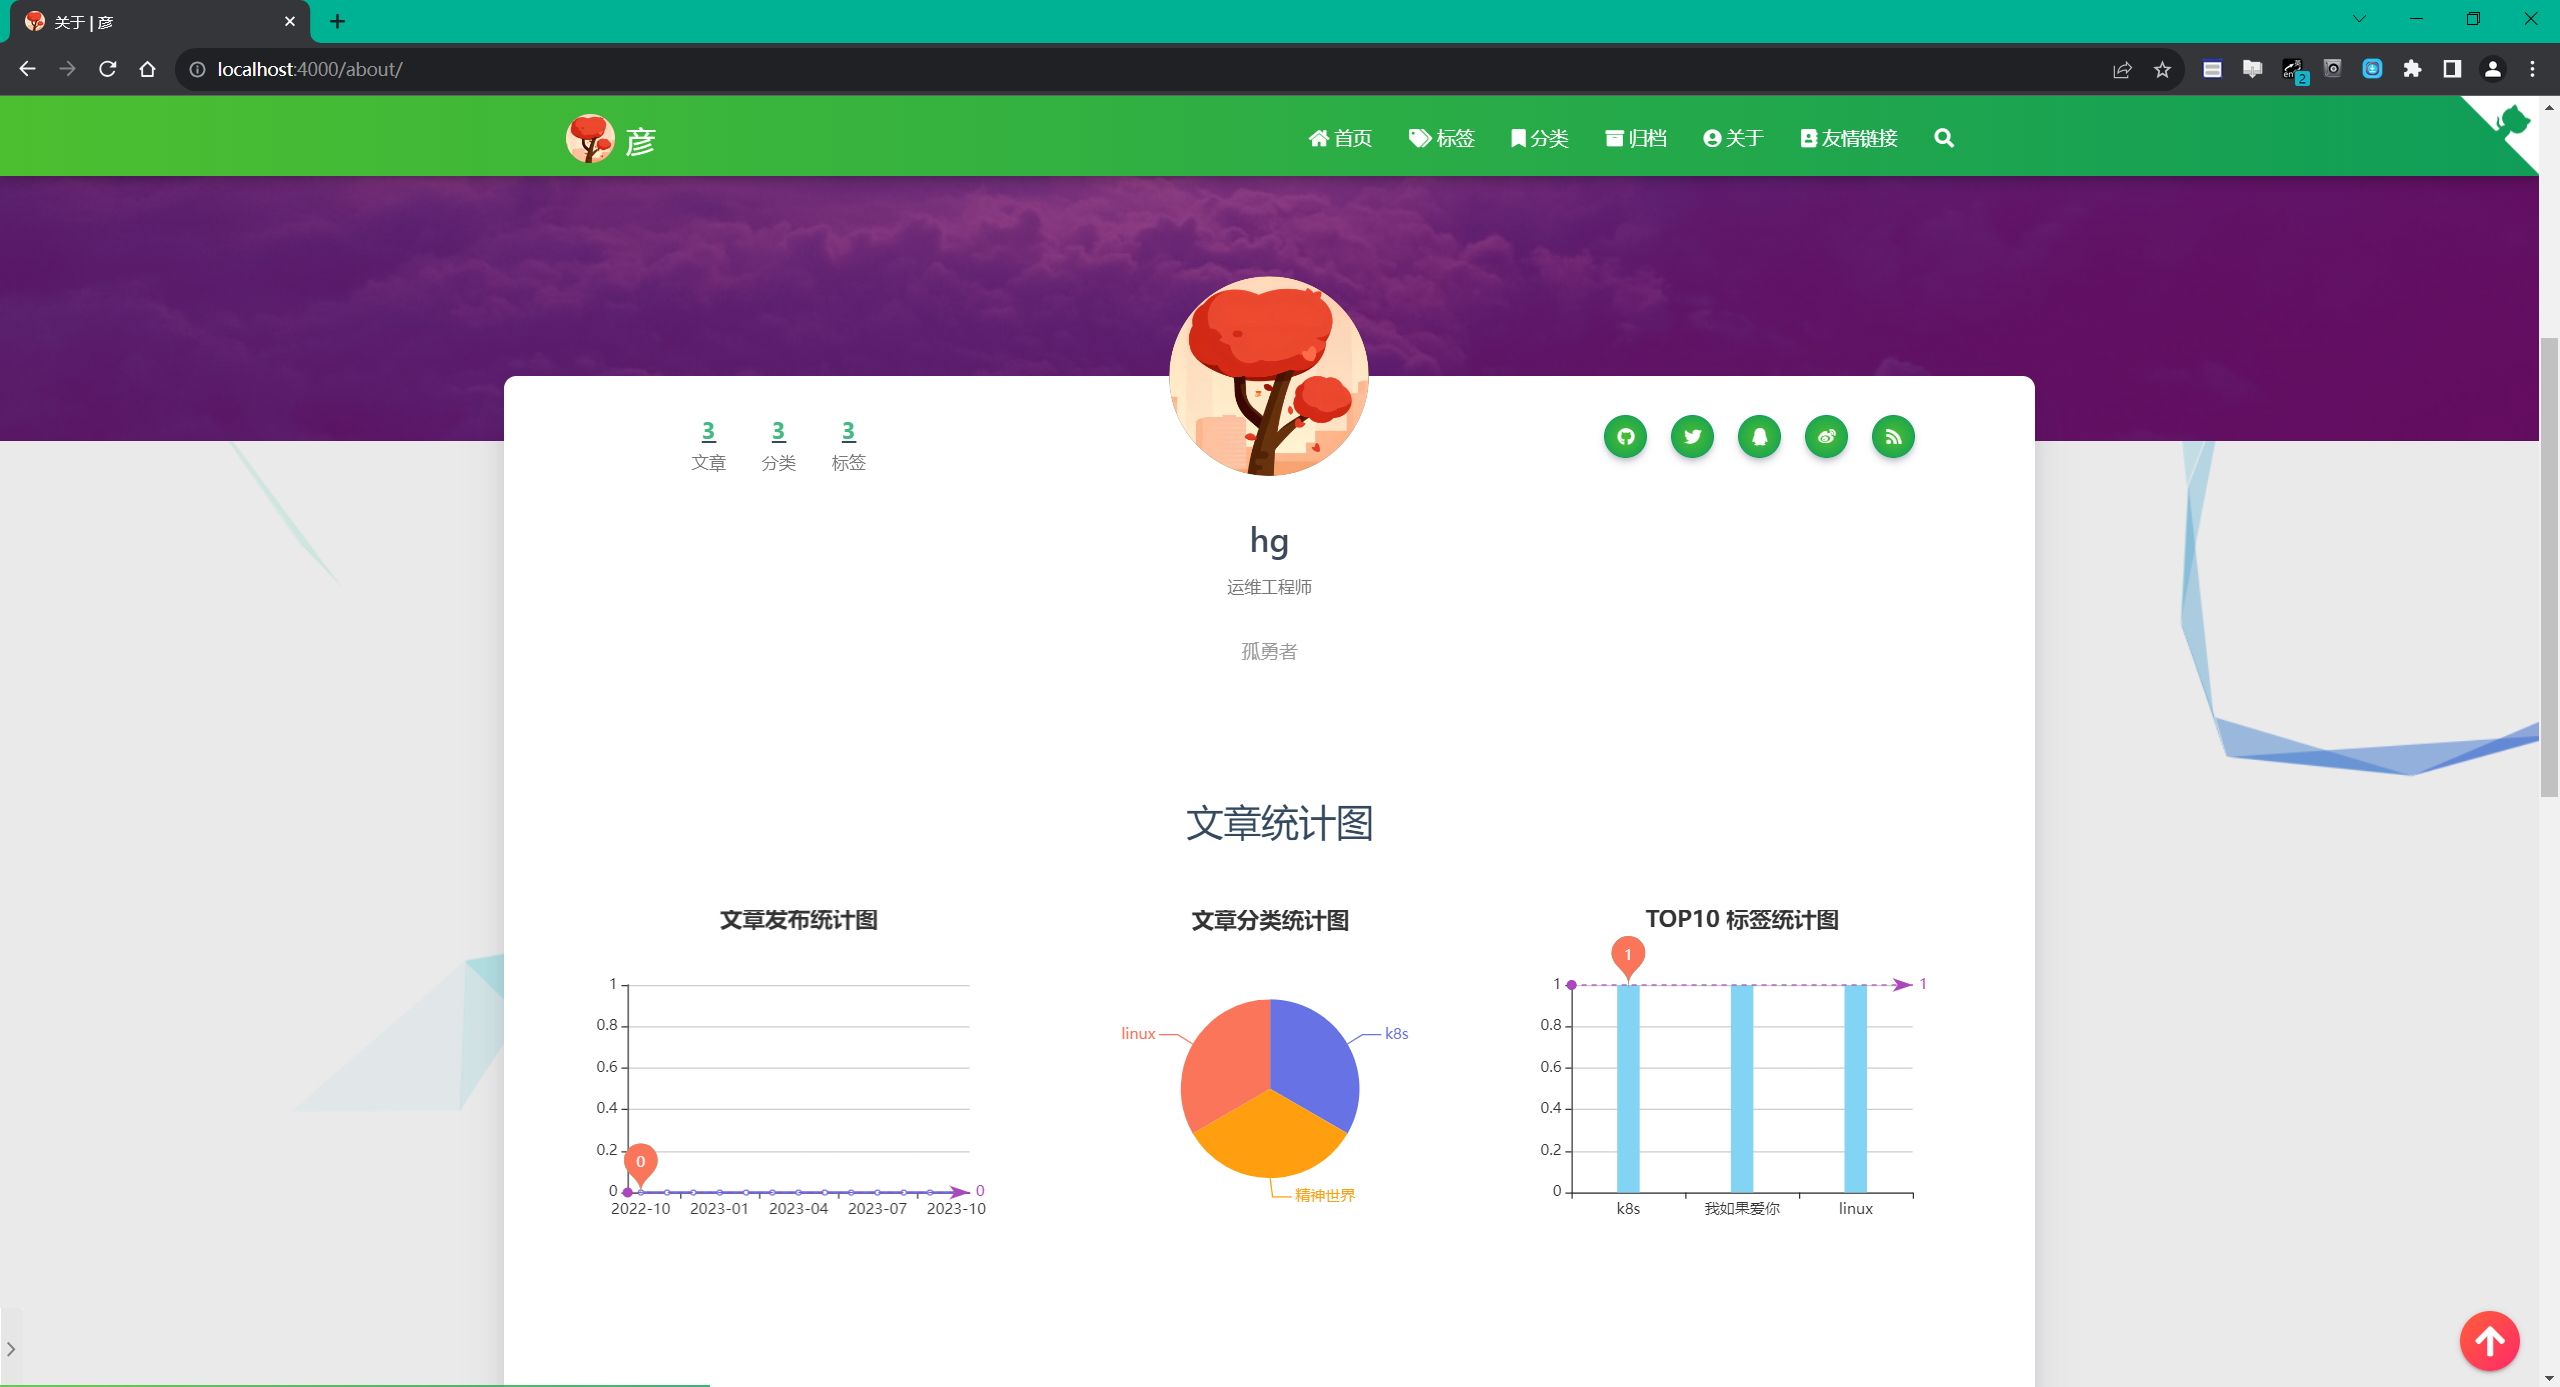 关于 | 彦
localhost:4000/about/
2
彦
首页 标签 分类 归档 关于 友情链接
3 3 3
文章 分类 标签
hg
运维工程师
孤勇者
文章统计图
文章发布统计图
1
0.8
0.6
0.4
0.2
0
0
0
2022-10 2023-01 2023-04 2023-07 2023-10
文章分类统计图
linux
k8s
精神世界
TOP10 标签统计图
1
1
1
0.8
0.6
0.4
0.2
0
k8s 我如果爱你 linux